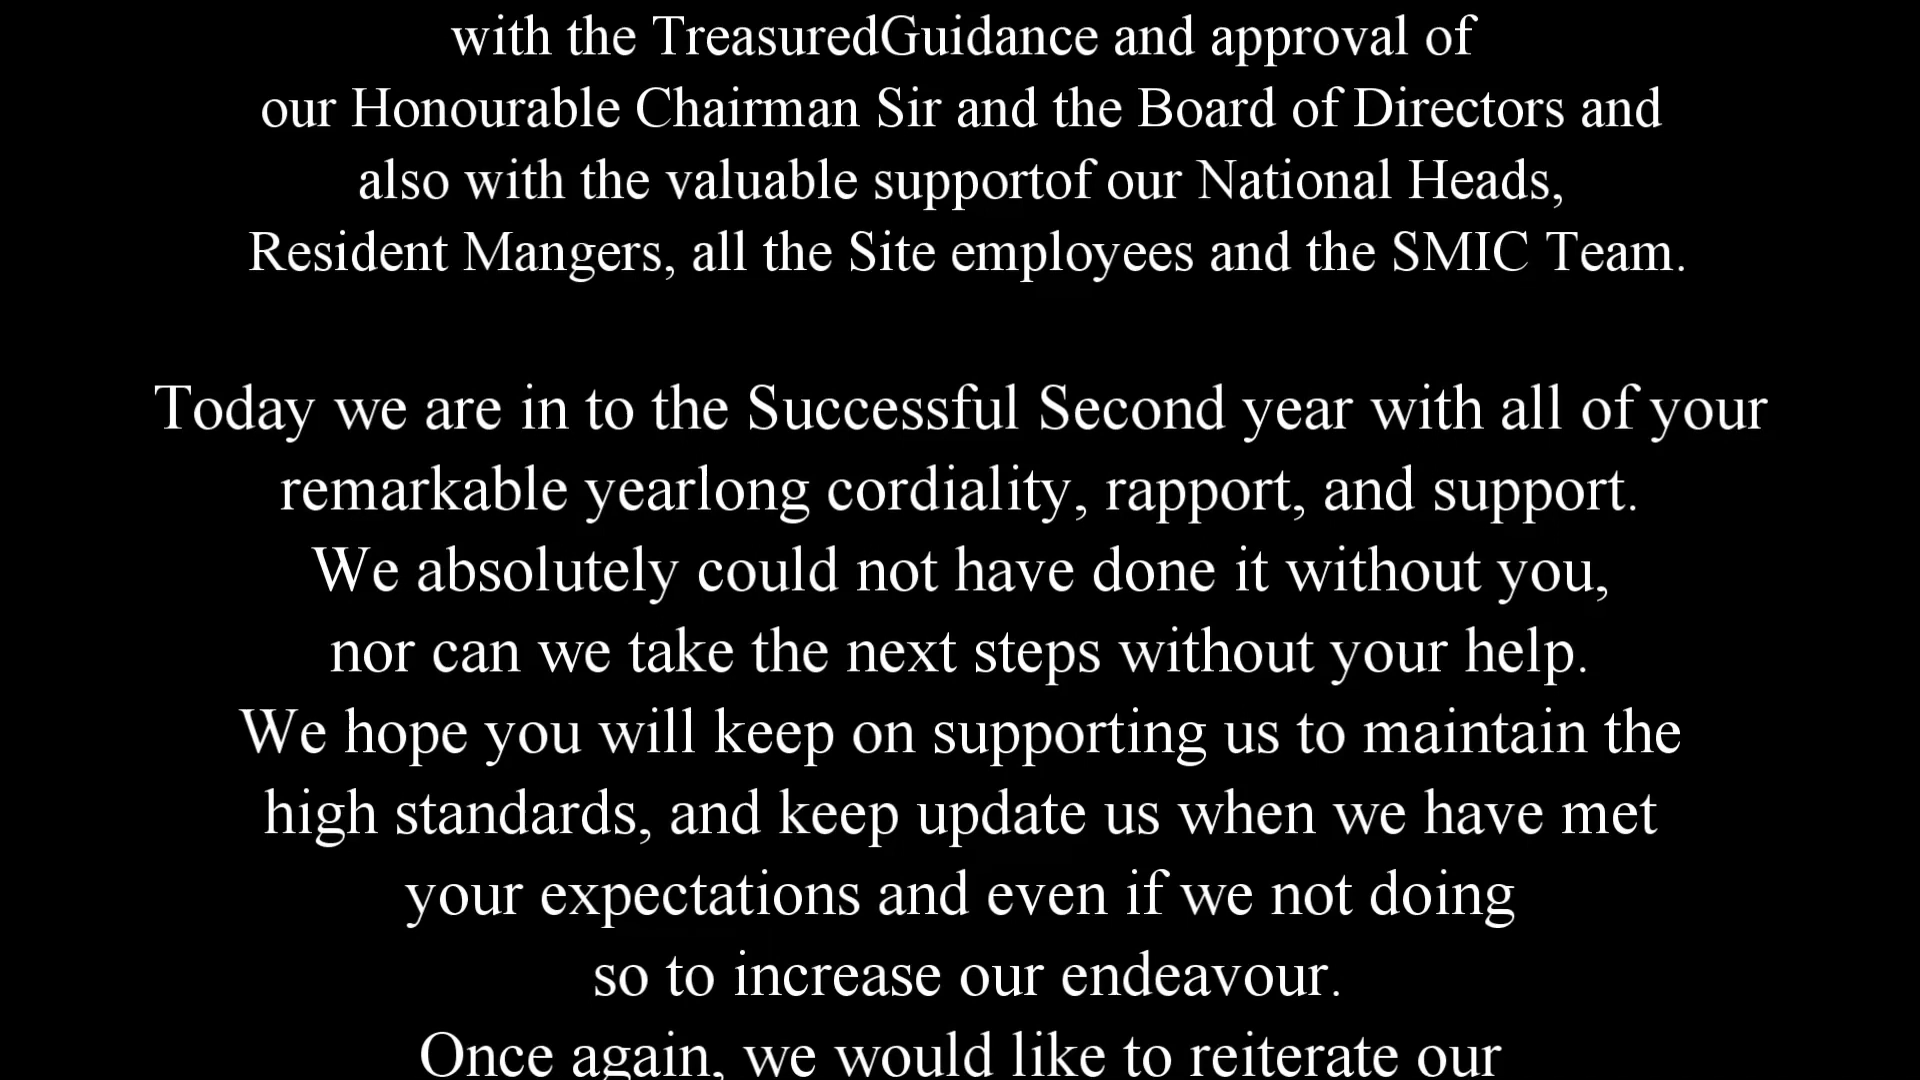 with the TreasuredGuidance and approval of
our Honourable Chairman Sir and the Board of Directors and
also with the valuable supportof our National Heads,
Resident Mangers, all the Site employees and the SMIC Team.
Today we are in to the Successful Second year with all of your
remarkable yearlong cordiality, rapport, and support.
We absolutely could not have done it without you,
nor can we take the next steps without your help.
We hope you will keep on supporting us to maintain the
high standards, and keep update us when we have met
your expectations and even if we not doing
so to increase our endeavour.
Once again, we would like to reiterate our